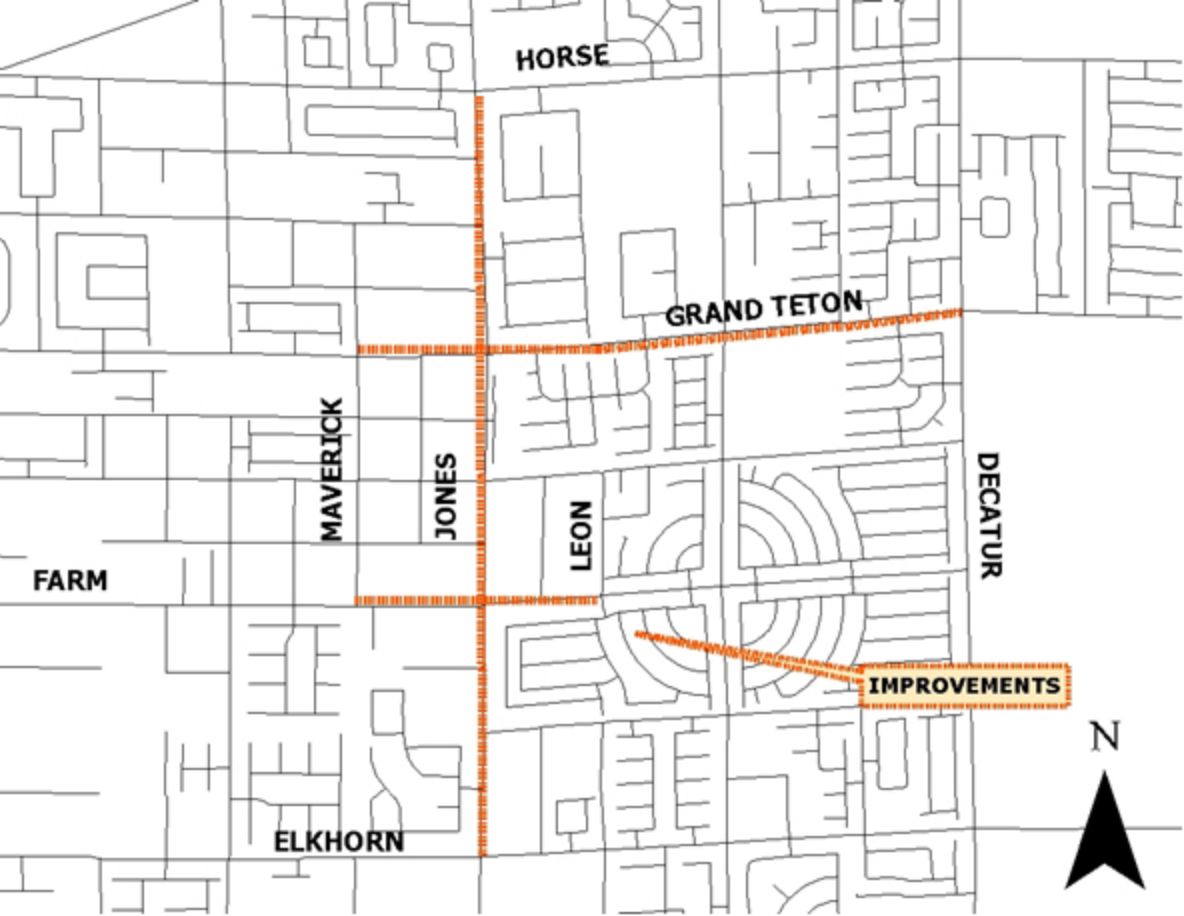 HORSE
GRAND TETON
MAVERICK
JONES
LEON
DECATUR
FARM
IMPROVEMENTS
N
ELKHORN